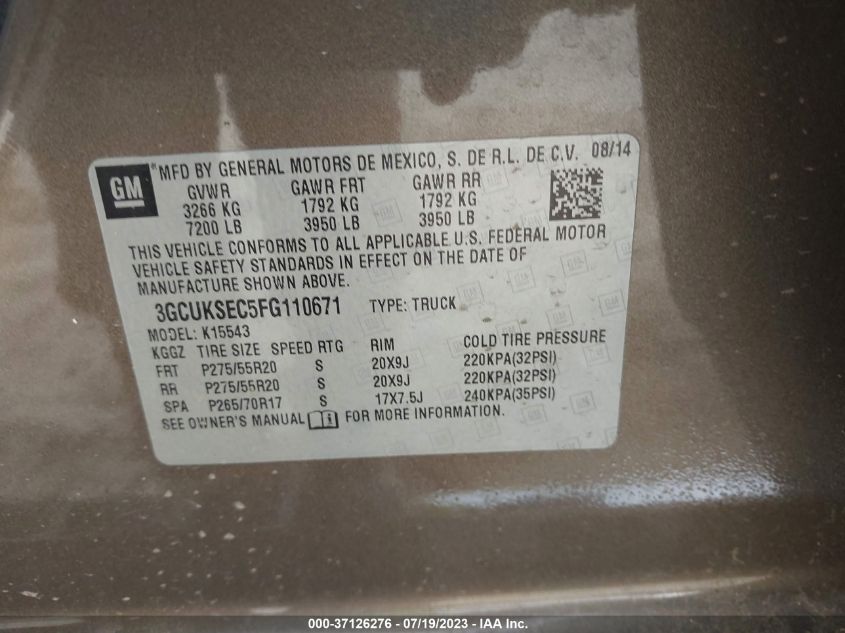 GM
*MFD BY GENERAL MOTORS DE MEXICO, S. DE R.L. DE C.V. 08/14
GVWR GAWR FRT GAWR RR
3266 KG 1792 KG 1792 KG
7200 LB 3950 LB 3950 LB
THIS VEHICLE CONFORMS TO ALL APPLICABLE U.S. FEDERAL MOTOR
VEHICLE SAFETY STANDARDS IN EFFECT ON THE DATE OF
MANUFACTURE SHOWN ABOVE.
3GCUKSEC5FG110671 TYPE: TRUCK
MODEL: K15543
KGGZ TIRE SIZE SPEED RTG RIM COLD TIRE PRESSURE
FRT P275/55R20 S 20X9J 220KPA(32PSI)
RR P275/55R20 S 20X9J 220KPA(32PSI)
SPA P265/70R17 S 17X7.5J 240KPA(35PSI)
SEE OWNER'S MANUAL FOR MORE INFORMATION.
000-37126276 - 07/19/2023 - IAA Inc.